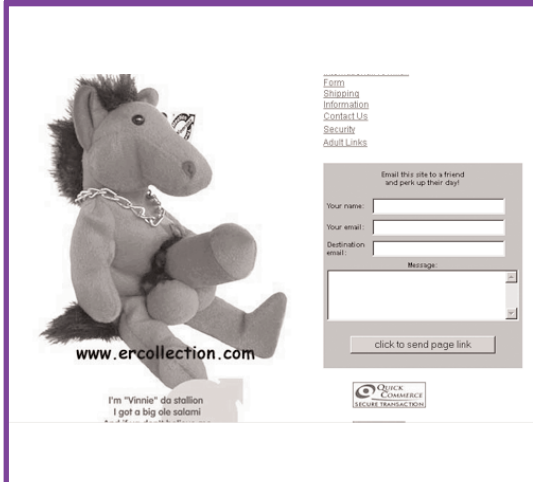 Form
Shipping
Information
Contact Us
Security
Adult Links
Email this site to a friend
and perk up their day!
Your name:
Your email:
Destination
email:
Message:
click to send page link
QUICK
COMMERCE
SECURE TRANSACTION
www.ercollection.com
I'm "Vinnie" da stallion
I got a big ole salami